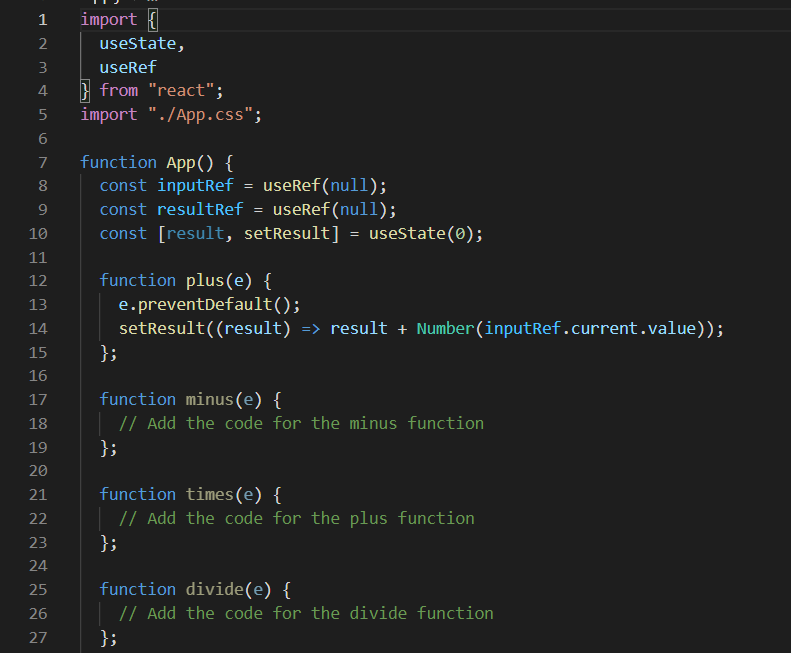 1 import {
2   useState,
3   useRef
4 } from "react";
5 import "./App.css";
6
7 function App() {
8   const inputRef = useRef(null);
9   const resultRef = useRef(null);
10   const [result, setResult] = useState(0);
11
12   function plus(e) {
13     e.preventDefault();
14     setResult((result) => result + Number(inputRef.current.value));
15   };
16
17   function minus(e) {
18     // Add the code for the minus function
19   };
20
21   function times(e) {
22     // Add the code for the plus function
23   };
24
25   function divide(e) {
26     // Add the code for the divide function
27   };